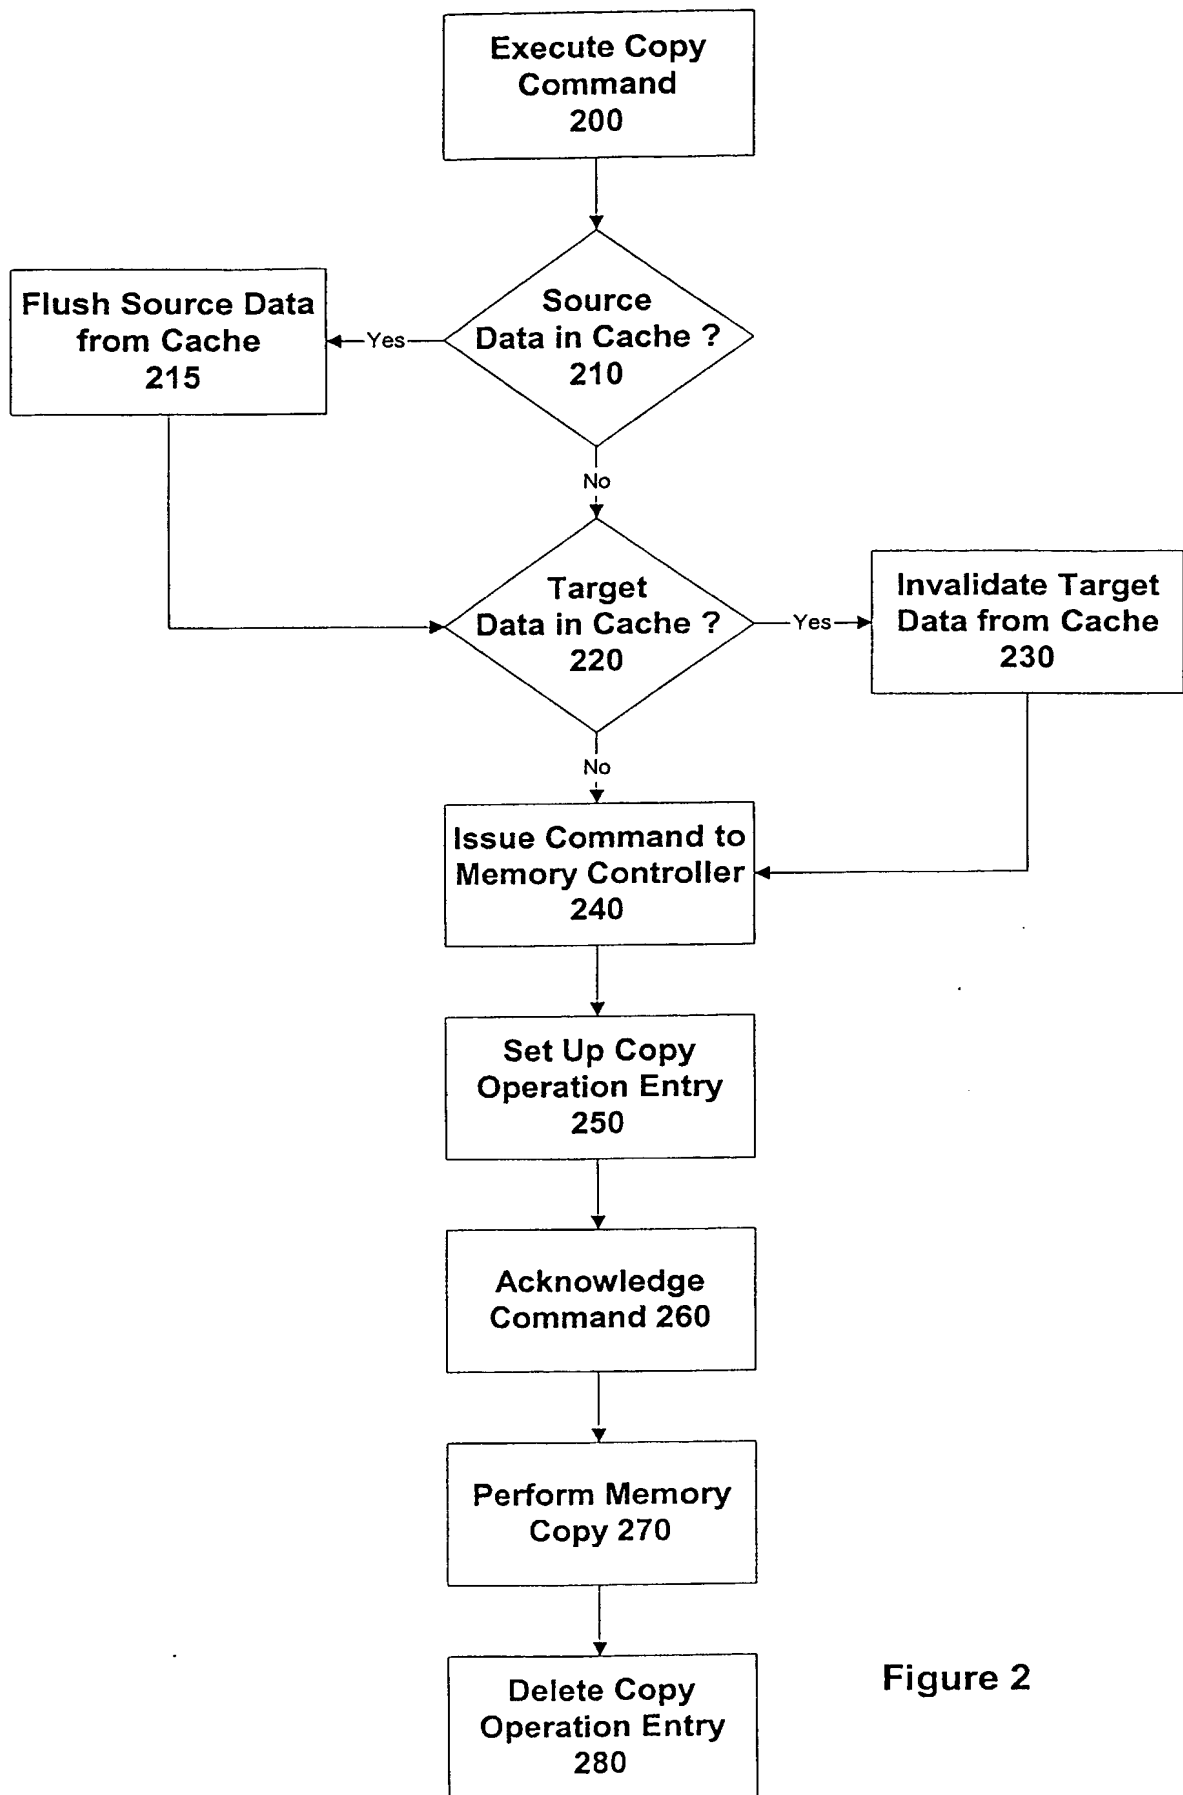 Execute Copy
Command
200
Source
Data in Cache ?
210
Yes
Flush Source Data
from Cache
215
No
Target
Data in Cache ?
220
Yes
Invalidate Target
Data from Cache
230
No
Issue Command to
Memory Controller
240
Set Up Copy
Operation Entry
250
Acknowledge
Command 260
Perform Memory
Copy 270
Delete Copy
Operation Entry
280
Figure 2